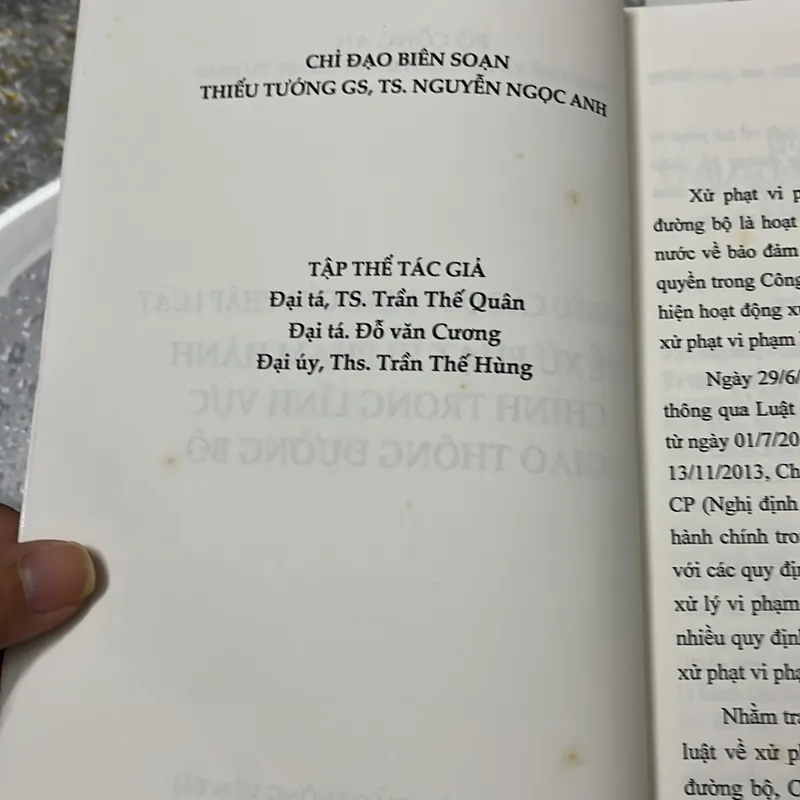 CHỈ ĐẠO BIÊN SOẠN
THIẾU TƯỚNG GS, TS. NGUYỄN NGỌC ANH
TẬP THỂ TÁC GIẢ
Đại tá, TS. Trần Thế Quân
Đại tá. Đỗ văn Cương
Đại úy, Ths. Trần Thế Hùng
Xử phạt vi p
đường bộ là hoạt
nước về bảo đảm
quyền trong Công
hiện hoạt động xử
xử phạt vi phạm
Ngày 29/6/
thông qua Luật
từ ngày 01/7/20
13/11/2013, Ch
CP (Nghị định
hành chính tron
với các quy địn
xử lý vi phạm
nhiều quy định
xử phạt vi phạ
Nhằm tra
luật về xử p
đường bộ, C